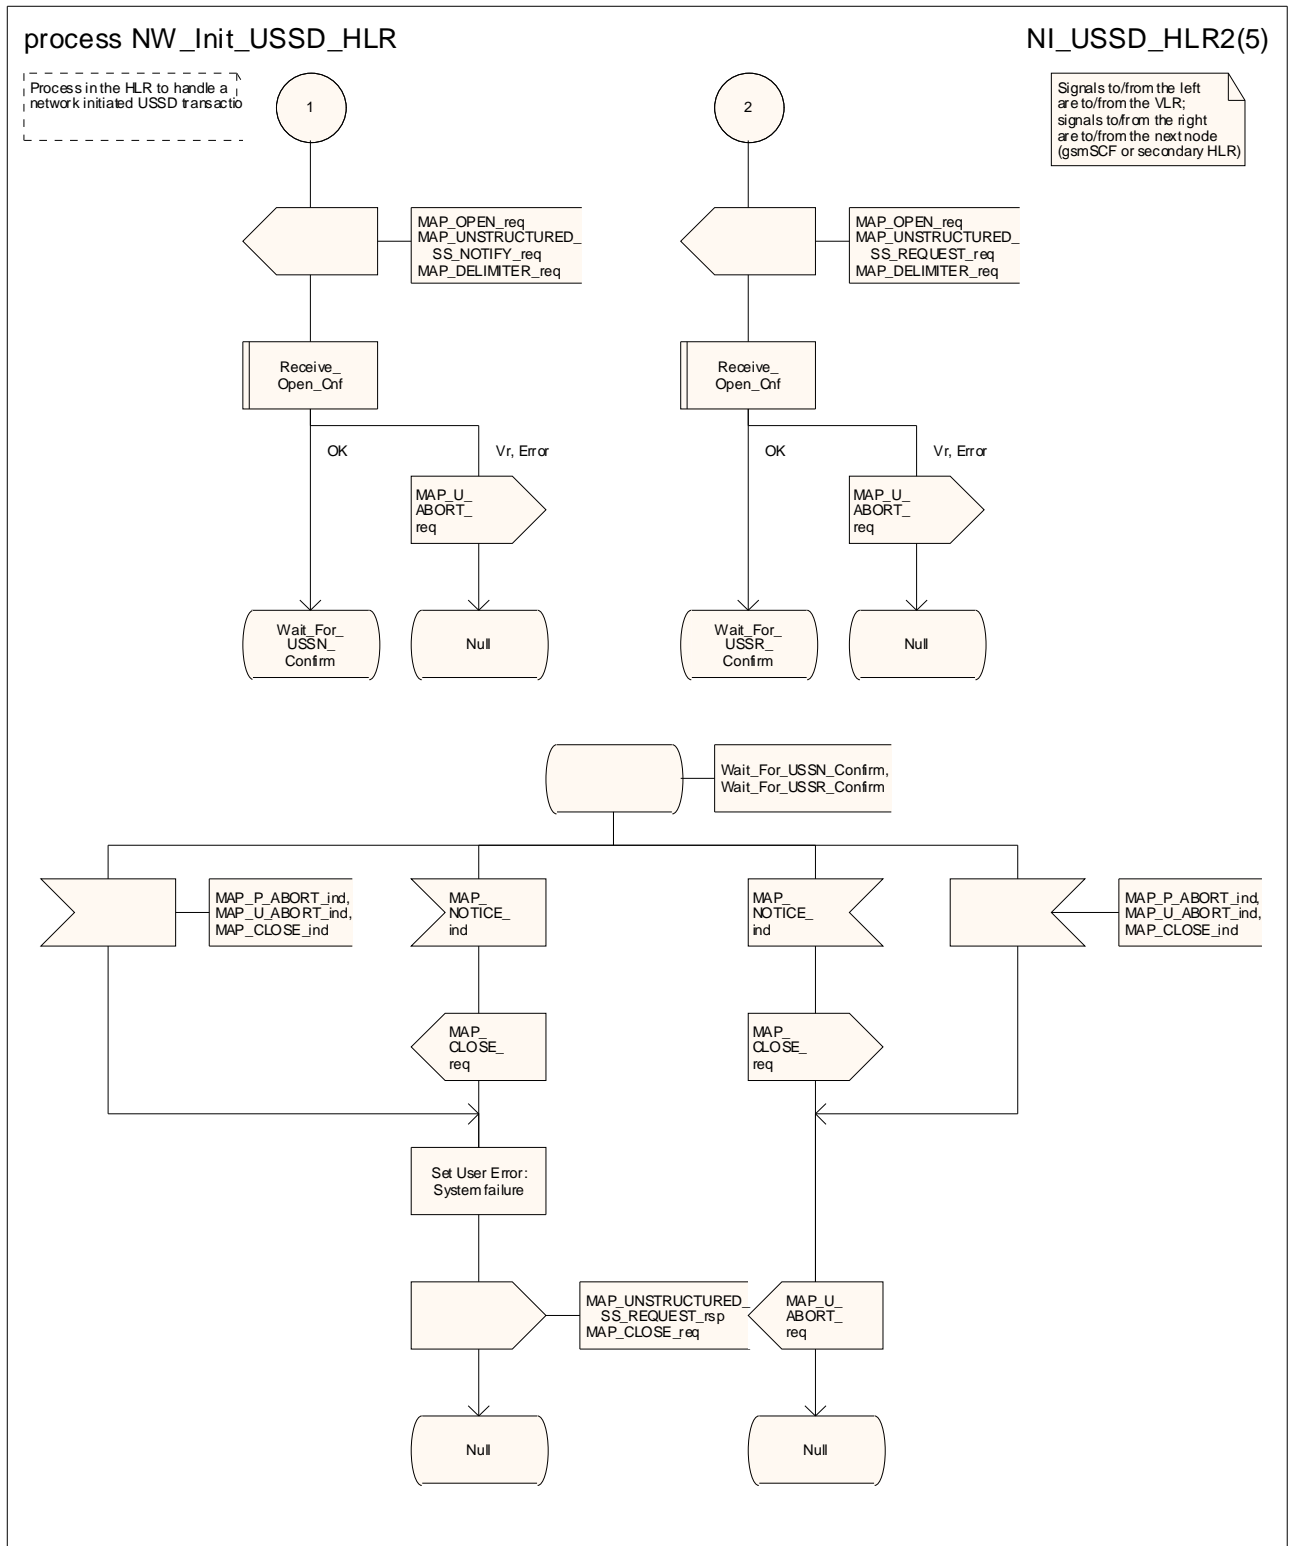 process NW_Init_USSD_HLR
NI_USSD_HLR2(5)
Process in the HLR to handle a
network initiated USSD transactio
1
2
Signals to/from the left
are to/from the VLR;
signals to/from the right
are to/from the next node
(gsmSCF or secondary HLR)
MAP_OPEN_req
MAP_UNSTRUCTURED_
SS_NOTIFY_req
MAP_DELIMITER_req
MAP_OPEN_req
MAP_UNSTRUCTURED_
SS_REQUEST_req
MAP_DELIMITER_req
Receive_
Open_Cnf
Receive_
Open_Cnf
OK
Vr, Error
OK
Vr, Error
MAP_U_
ABORT_
req
MAP_U_
ABORT_
req
Wait_For_
USSN_
Confirm
Null
Wait_For_
USSR_
Confirm
Null
Wait_For_USSN_Confirm,
Wait_For_USSR_Confirm
MAP_P_ABORT_ind,
MAP_U_ABORT_ind,
MAP_CLOSE_ind
MAP_
NOTICE_
ind
MAP_
NOTICE_
ind
MAP_P_ABORT_ind,
MAP_U_ABORT_ind,
MAP_CLOSE_ind
MAP_
CLOSE_
req
MAP_
CLOSE_
req
Set User Error:
System failure
MAP_UNSTRUCTURED_
SS_REQUEST_rsp
MAP_CLOSE_req
MAP_U_
ABORT_
req
Null
Null